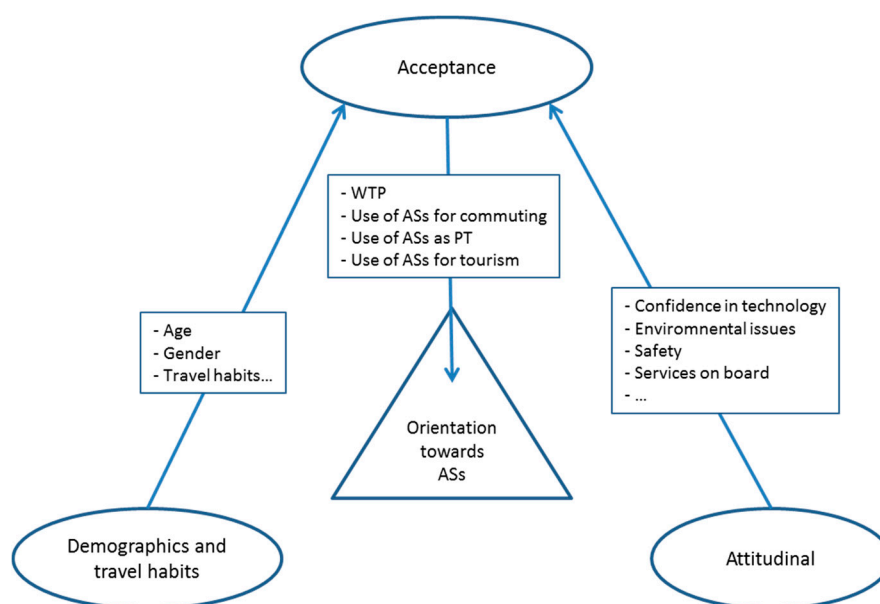 Acceptance
- WTP
- Use of ASs for commuting
- Use of ASs as PT
- Use of ASs for tourism
- Age
- Gender
- Travel habits...
- Confidence in technology
- Enviromnental issues
- Safety
- Services on board
- ...
Orientation
towards
ASs
Demographics and
travel habits
Attitudinal